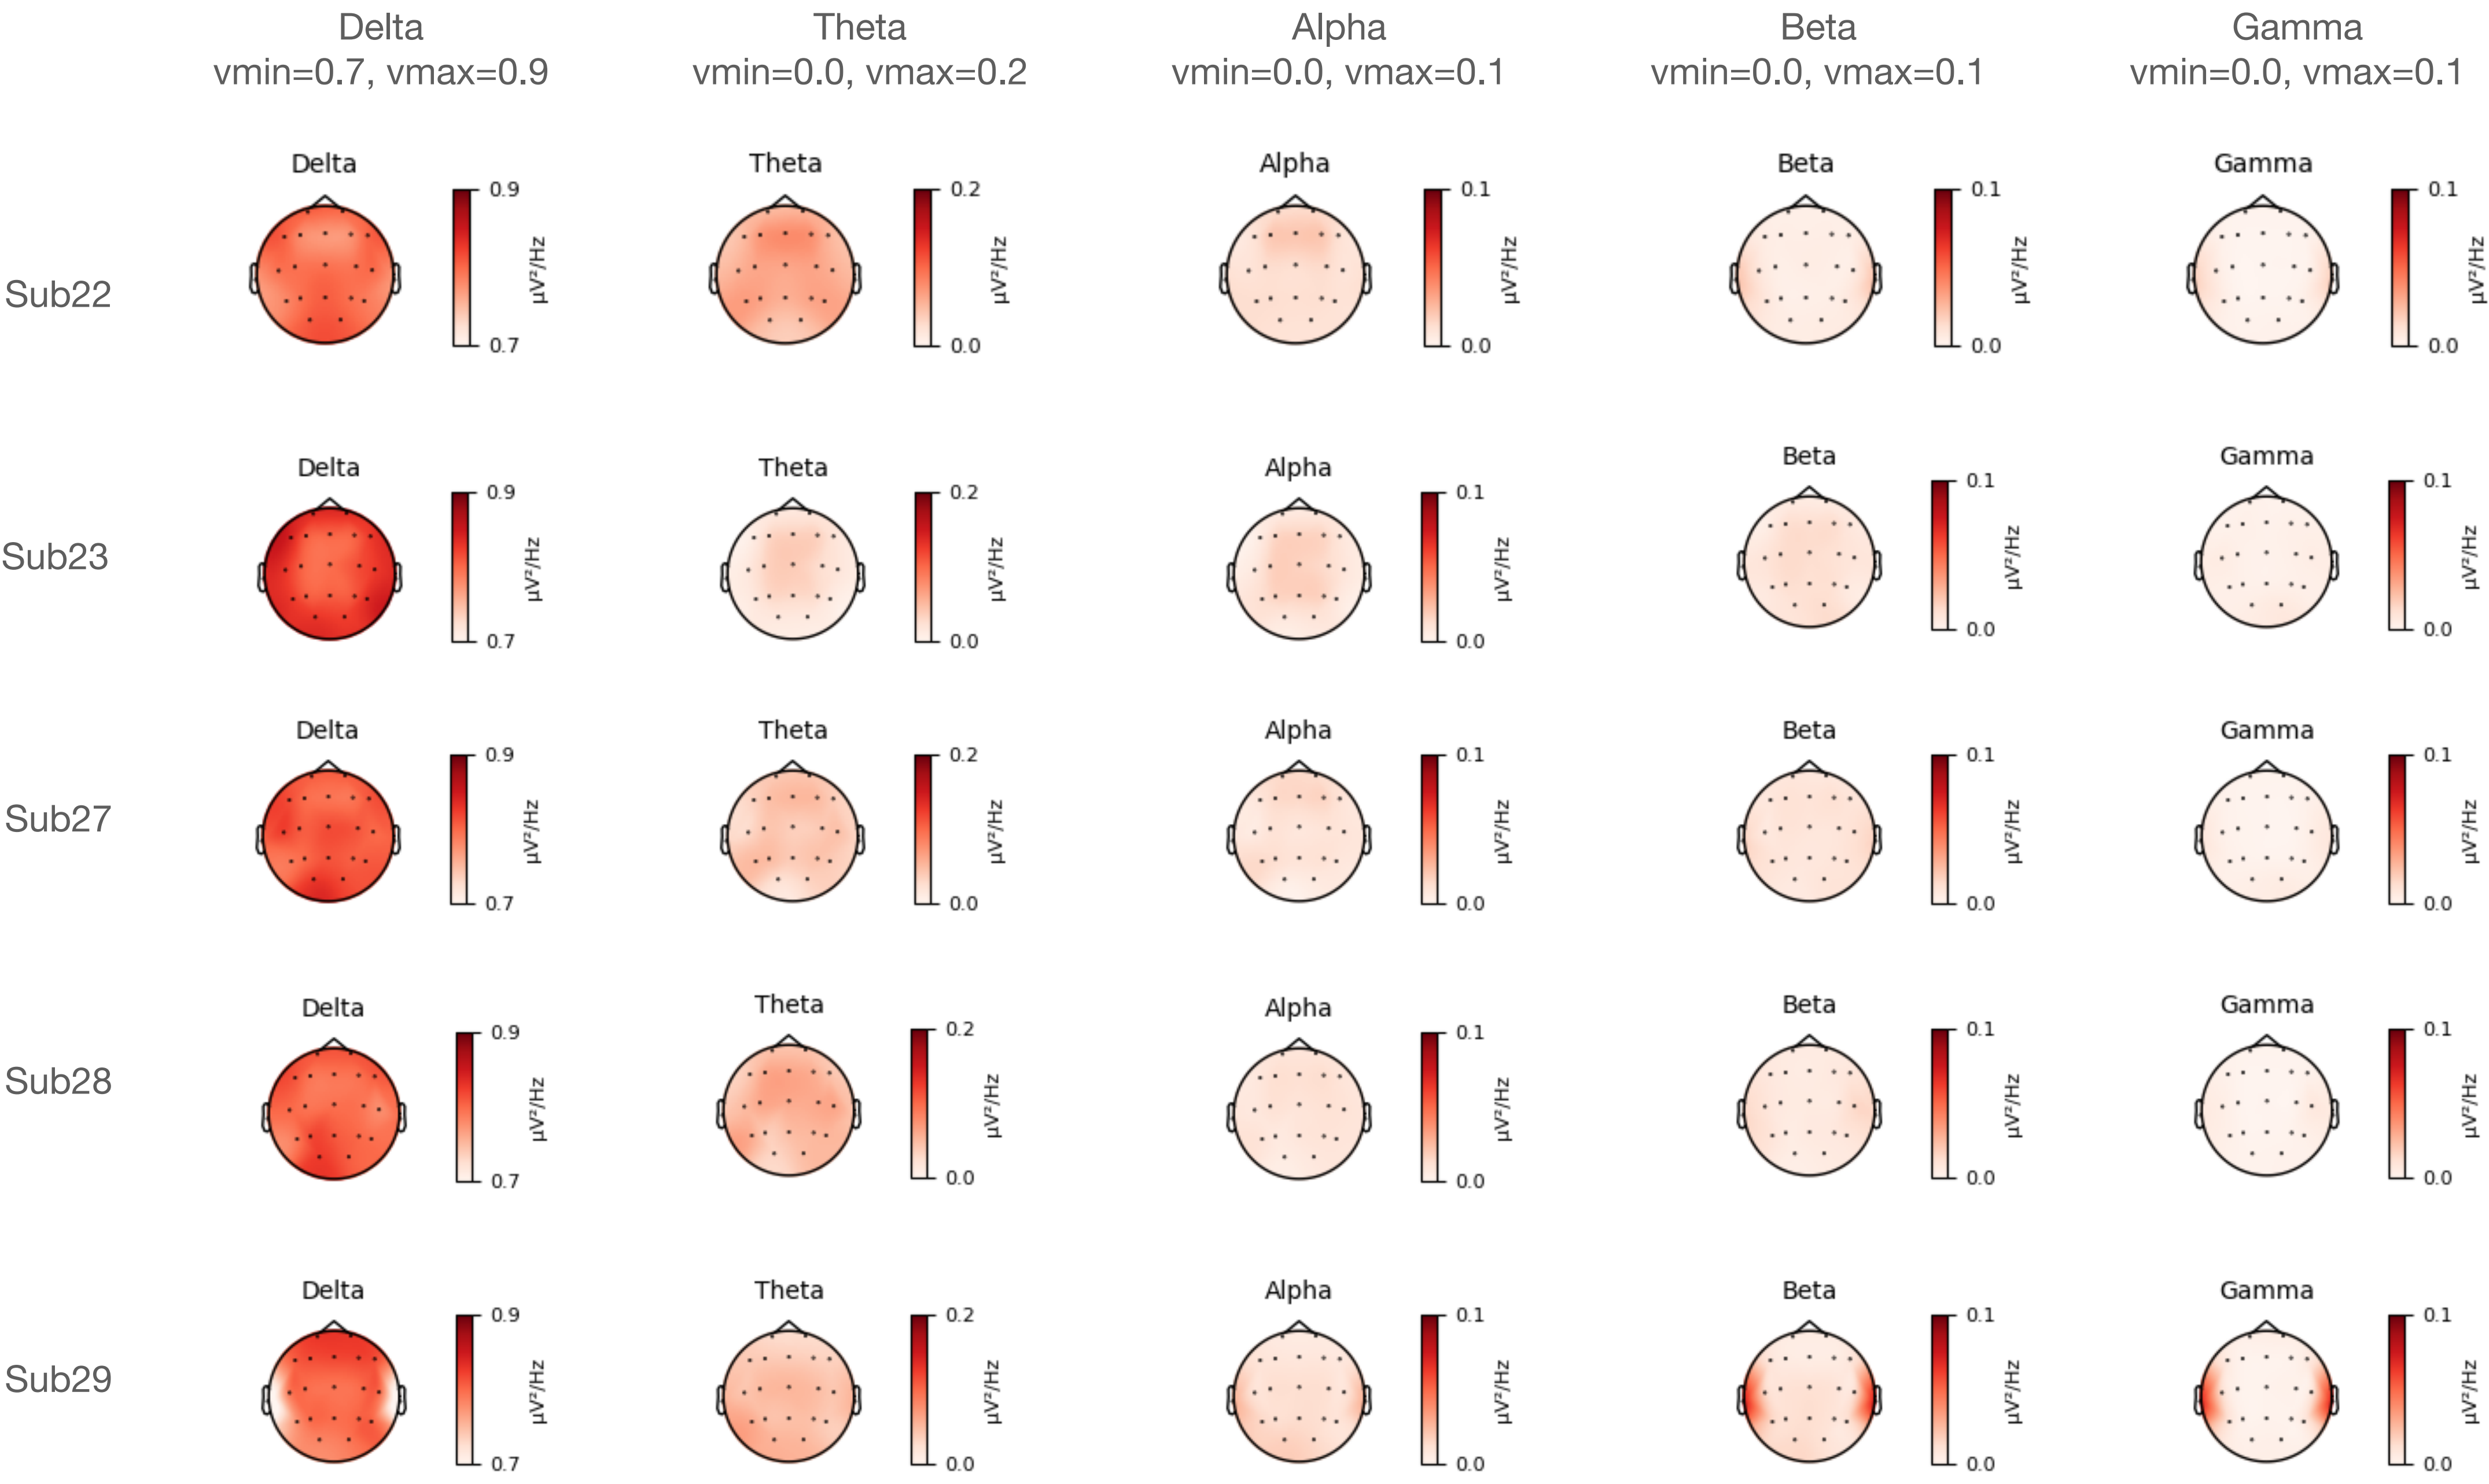 Delta
vmin=0.7, vmax=0.9
Theta
vmin=0.0, vmax=0.2
Alpha
vmin=0.0, vmax=0.1
Beta
vmin=0.0, vmax=0.1
Gamma
vmin=0.0, vmax=0.1
Sub22
Delta
0.9
0.7
µV²/Hz
Theta
0.2
0.0
µV²/Hz
Alpha
0.1
0.0
µV²/Hz
Beta
0.1
0.0
µV²/Hz
Gamma
0.1
0.0
µV²/Hz
Sub23
Delta
0.9
0.7
µV²/Hz
Theta
0.2
0.0
µV²/Hz
Alpha
0.1
0.0
µV²/Hz
Beta
0.1
0.0
µV²/Hz
Gamma
0.1
0.0
µV²/Hz
Sub27
Delta
0.9
0.7
µV²/Hz
Theta
0.2
0.0
µV²/Hz
Alpha
0.1
0.0
µV²/Hz
Beta
0.1
0.0
µV²/Hz
Gamma
0.1
0.0
µV²/Hz
Sub28
Delta
0.9
0.7
µV²/Hz
Theta
0.2
0.0
µV²/Hz
Alpha
0.1
0.0
µV²/Hz
Beta
0.1
0.0
µV²/Hz
Gamma
0.1
0.0
µV²/Hz
Sub29
Delta
0.9
0.7
µV²/Hz
Theta
0.2
0.0
µV²/Hz
Alpha
0.1
0.0
µV²/Hz
Beta
0.1
0.0
µV²/Hz
Gamma
0.1
0.0
µV²/Hz